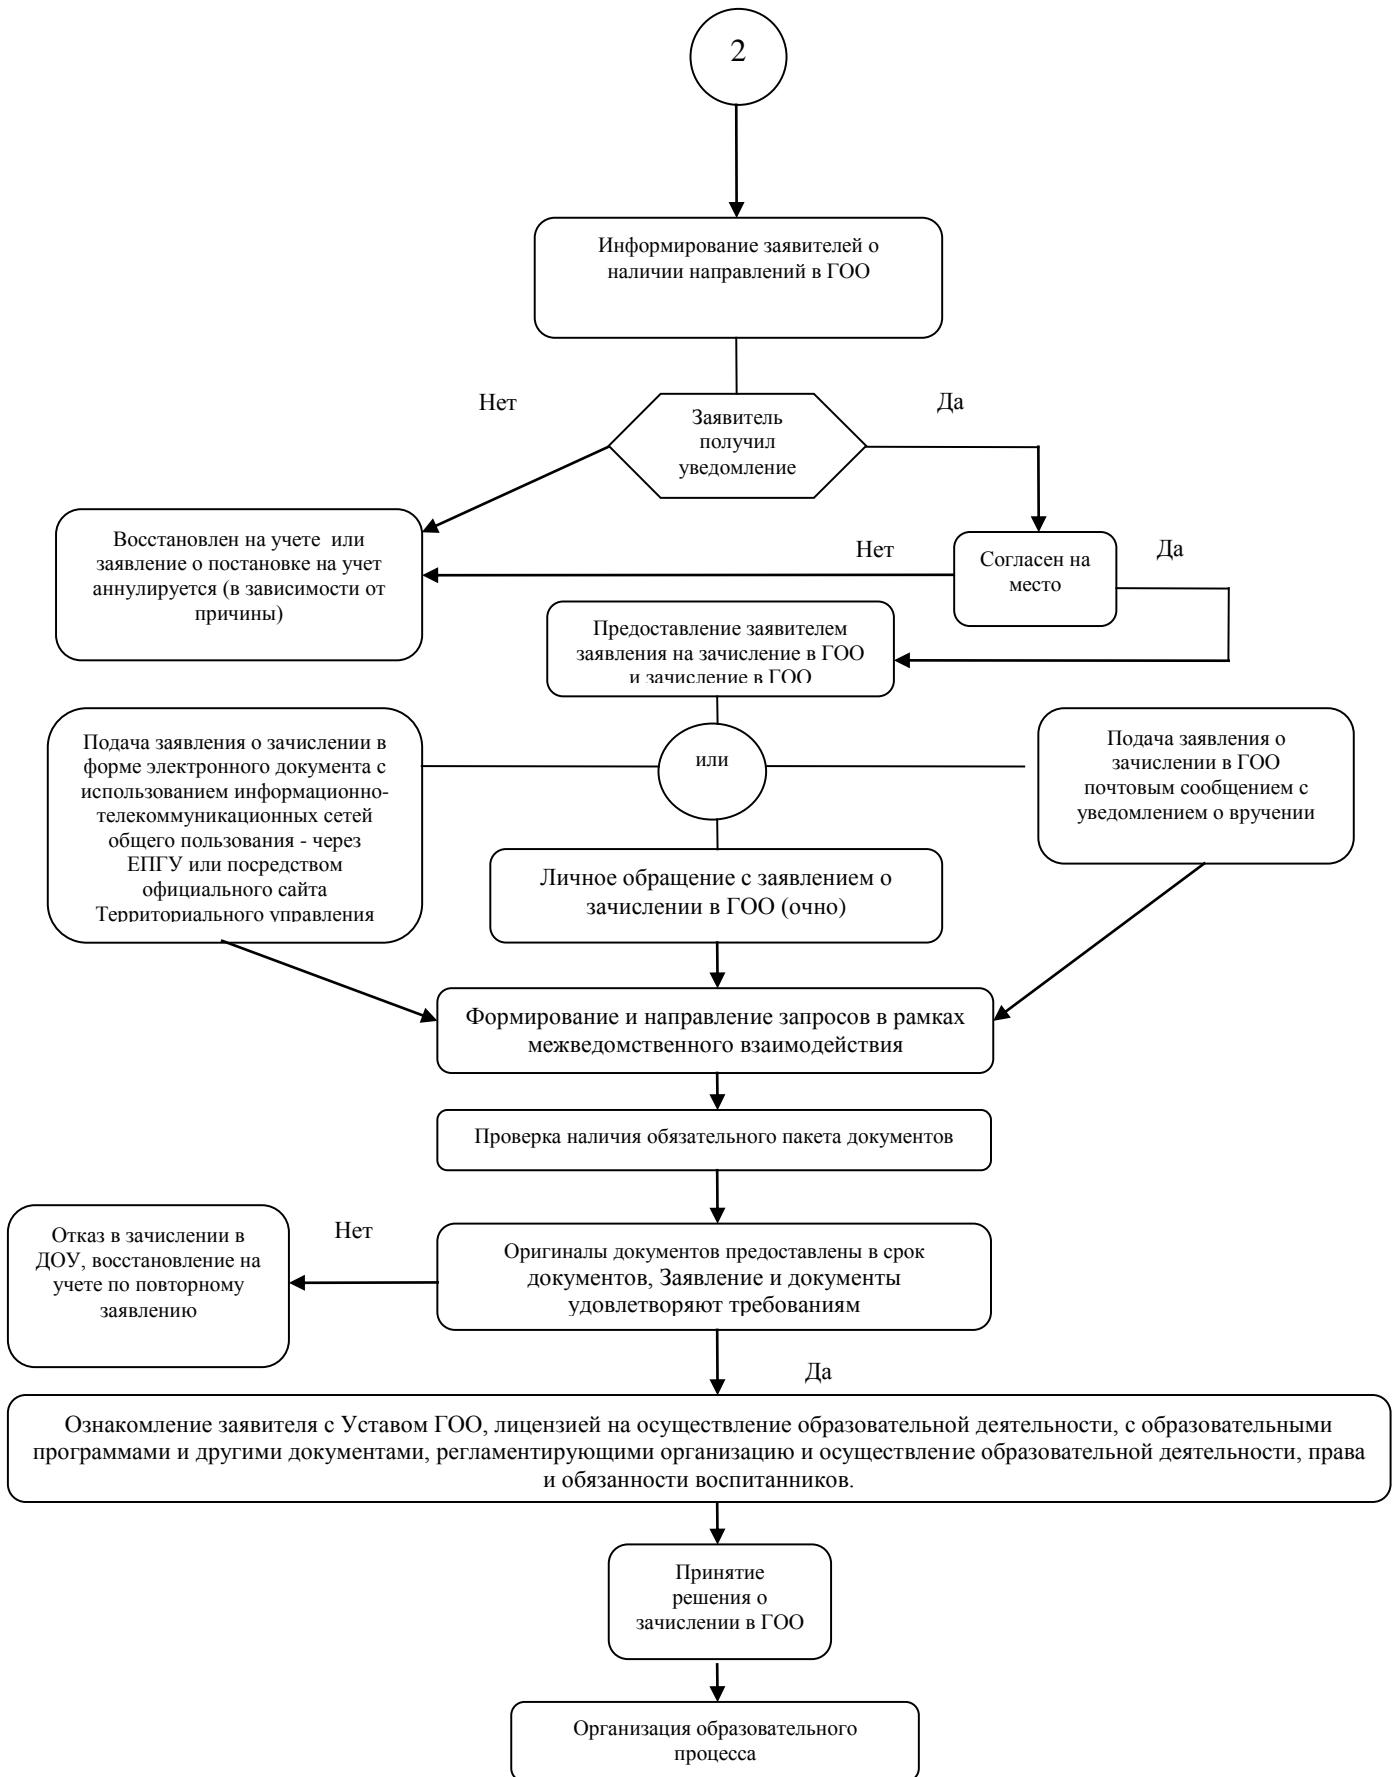 2
Информирование заявителей о
наличии направлений в ГОО
Нет
Да
Заявитель
получил
уведомление
Восстановлен на учете  или
заявление о постановке на учет
аннулируется (в зависимости от
причины)
Нет
Согласен на
место
Да
Предоставление заявителем
заявления на зачисление в ГОО
и зачисление в ГОО
Подача заявления о зачислении в
форме электронного документа с
использованием информационно-
телекоммуникационных сетей
общего пользования - через
ЕПГУ или посредством
официального сайта
Территориального управления
или
Подача заявления о
зачислении в ГОО
почтовым сообщением с
уведомлением о вручении
Личное обращение с заявлением о
зачислении в ГОО (очно)
Формирование и направление запросов в рамках
межведомственного взаимодействия
Проверка наличия обязательного пакета документов
Отказ в зачислении в
ДОУ, восстановление на
учете по повторному
заявлению
Нет
Оригиналы документов предоставлены в срок
документов, Заявление и документы
удовлетворяют требованиям
Да
Ознакомление заявителя с Уставом ГОО, лицензией на осуществление образовательной деятельности, с образовательными
программами и другими документами, регламентирующими организацию и осуществление образовательной деятельности, права
и обязанности воспитанников.
Принятие
решения о
зачислении в ГОО
Организация образовательного
процесса